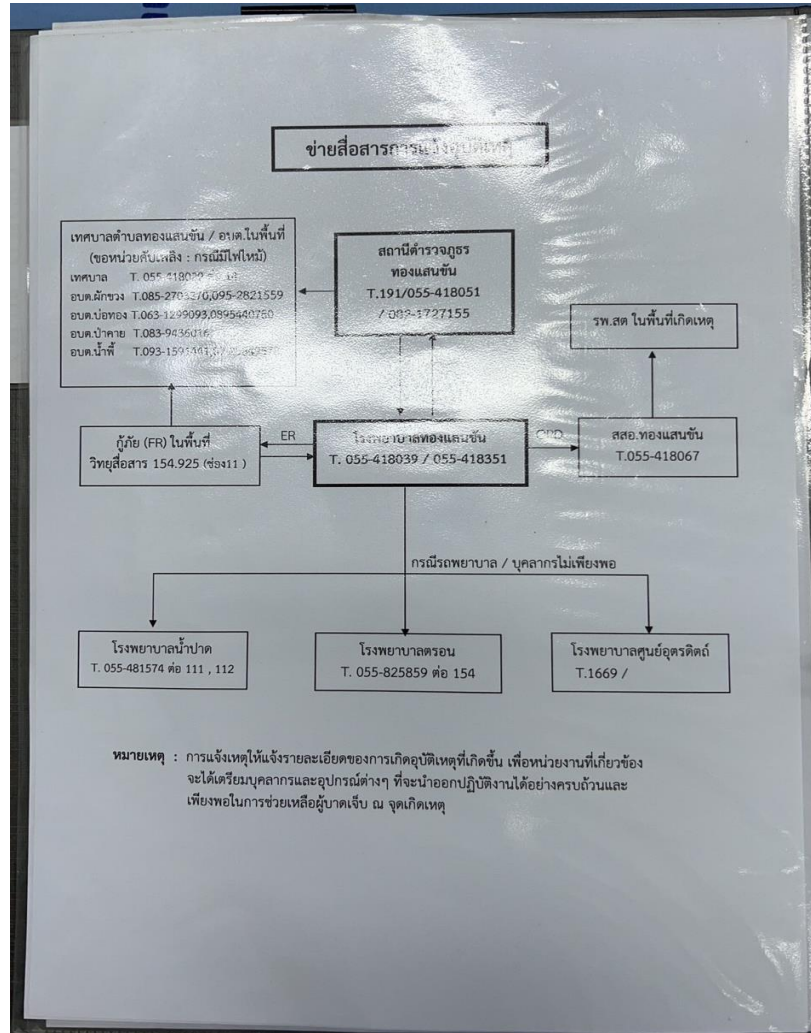 ข่ายสื่อสารการแจ้งอุบัติเหตุ
เทศบาลตำบลทองแสนขัน / อบต.ในพื้นที่
(ขอหน่วยดับเพลิง : กรณีมีไฟไหม้)
เทศบาล T. 055-418039 ต่อ
อบต.ผักขวง 095-2821559
อบต.บ่อทอง T.063-1299093,0895440760
อบต.ป่าคาย
อบต.น้ำพี้
สถานีตำรวจภูธร
ทองแสนขัน
T.191/055-418051
รพ.สต ในพื้นที่เกิดเหตุ
กู้ภัย (FR) ในพื้นที่
วิทยุสื่อสาร 154.925 (ช่อง11 )
ER
โรงพยาบาลทองแสนขัน
T. 055-418039 / 055-418351
OPD
สสอ.ทองแสนขัน
T.055-418067
กรณีรถพยาบาล / บุคลากรไม่เพียงพอ
โรงพยาบาลน้ำปาด
T. 055-481574 ต่อ 111 , 112
โรงพยาบาลตรอน
T. 055-825859 ต่อ 154
โรงพยาบาลศูนย์อุตรดิตถ์
T.1669 /
หมายเหตุ : การแจ้งเหตุให้แจ้งรายละเอียดของการเกิดอุบัติเหตุที่เกิดขึ้น เพื่อหน่วยงานที่เกี่ยวข้อง
จะได้เตรียมบุคลากรและอุปกรณ์ต่างๆ ที่จะนำออกปฏิบัติงานได้อย่างครบถ้วนและ
เพียงพอในการช่วยเหลือผู้บาดเจ็บ ณ จุดเกิดเหตุ